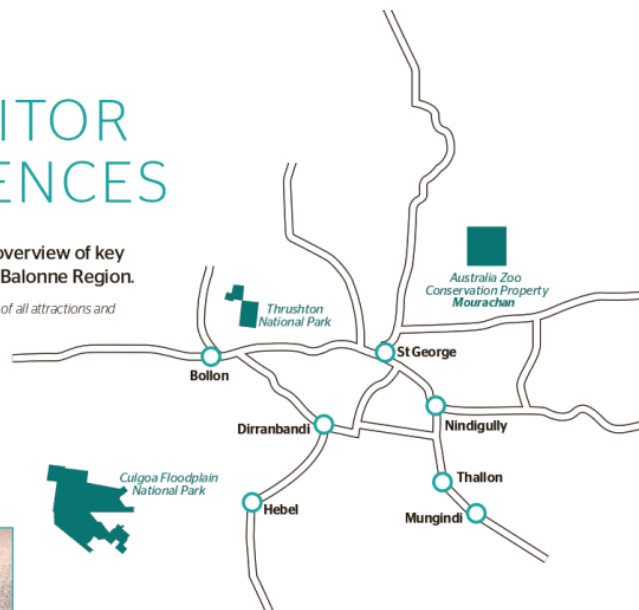 ITOR
ENCES
overview of key
Balonne Region.
of all attractions and
Australia Zoo
Conservation Property
Mourachan
Thrushton
National Park
St George
Bollon
Dirranbandi
Nindigully
Culgoa Floodplain
National Park
Thallon
Hebel
Mungindi